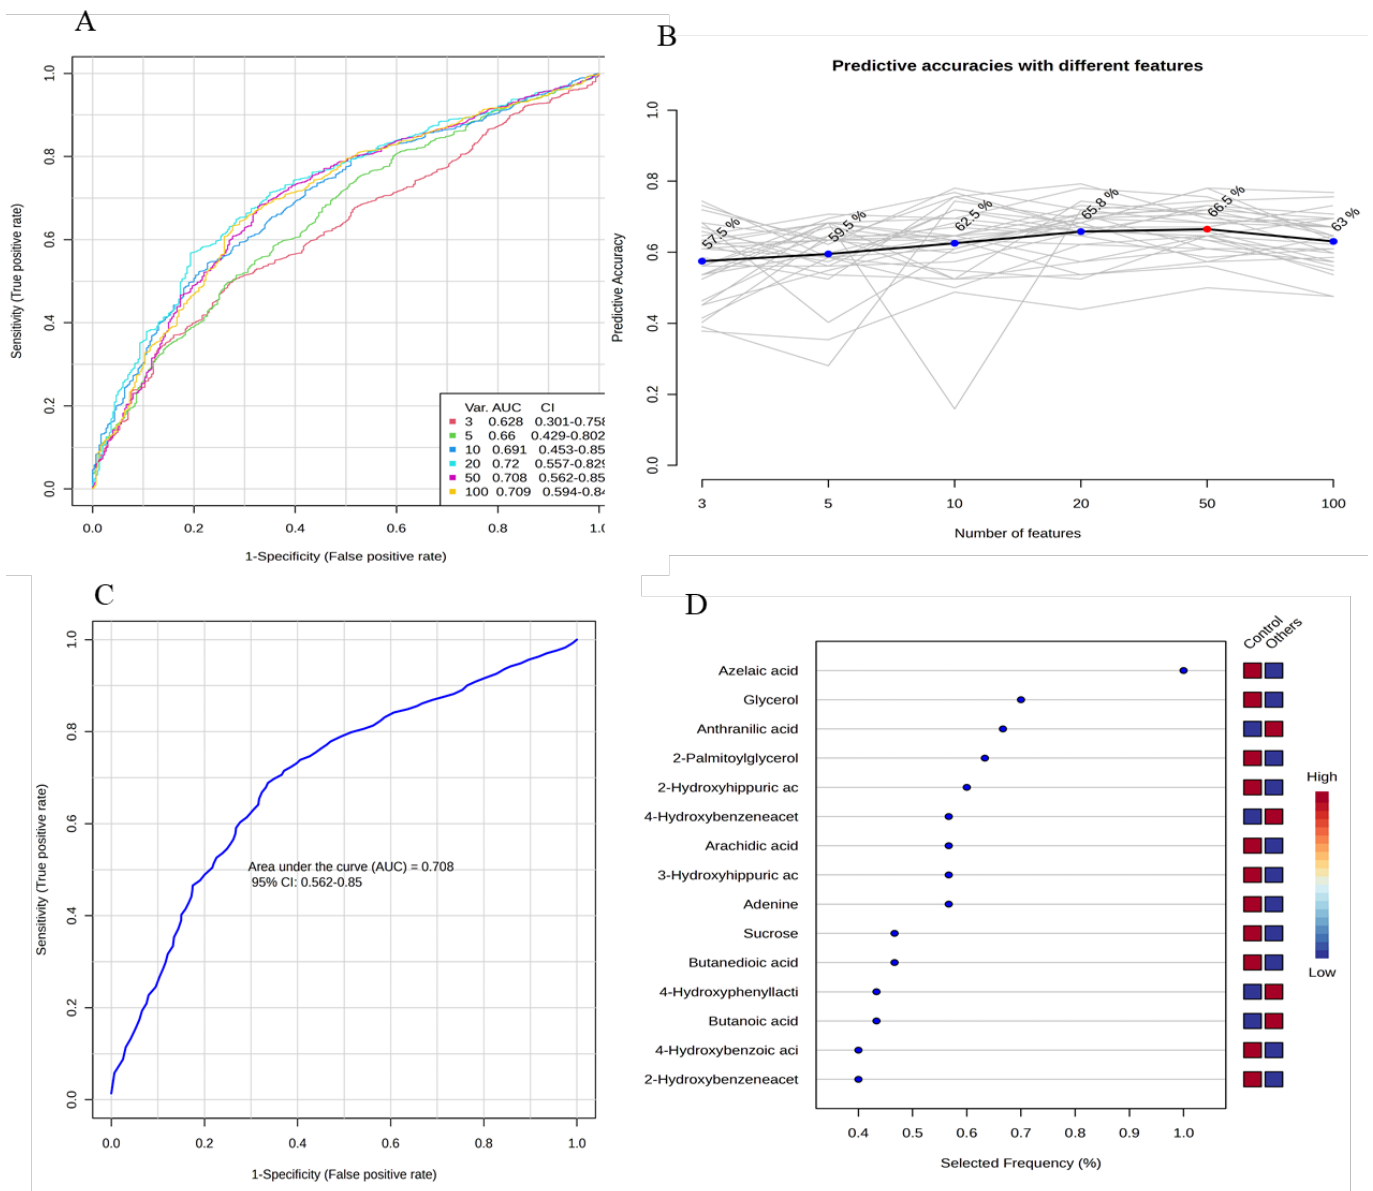 A
1.0
0.8
0.6
0.4
0.2
0.0
Sensitivity (True positive rate)
0.0 0.2 0.4 0.6 0.8 1.0
1-Specificity (False positive rate)
Var. AUC CI
3 0.628 0.301-0.758
5 0.66 0.429-0.802
10 0.691 0.453-0.85
20 0.72 0.557-0.829
50 0.708 0.562-0.85
100 0.709 0.594-0.84
B
Predictive accuracies with different features
1.0
0.8
0.6
0.4
0.2
0.0
Predictive Accuracy
57.5 %
59.5 %
62.5 %
65.8 %
66.5 %
63 %
3 5 10 20 50 100
Number of features
C
1.0
0.8
0.6
0.4
0.2
0.0
Sensitivity (True positive rate)
Area under the curve (AUC) = 0.708
95% CI: 0.562-0.85
0.0 0.2 0.4 0.6 0.8 1.0
1-Specificity (False positive rate)
D
Control
Others
Azelaic acid
Glycerol
Anthranilic acid
2-Palmitoylglycerol
2-Hydroxyhippuric ac
4-Hydroxybenzeneacet
Arachidic acid
3-Hydroxyhippuric ac
Adenine
Sucrose
Butanedioic acid
4-Hydroxyphenyllacti
Butanoic acid
4-Hydroxybenzoic aci
2-Hydroxybenzeneacet
0.4 0.5 0.6 0.7 0.8 0.9 1.0
Selected Frequency (%)
High
Low